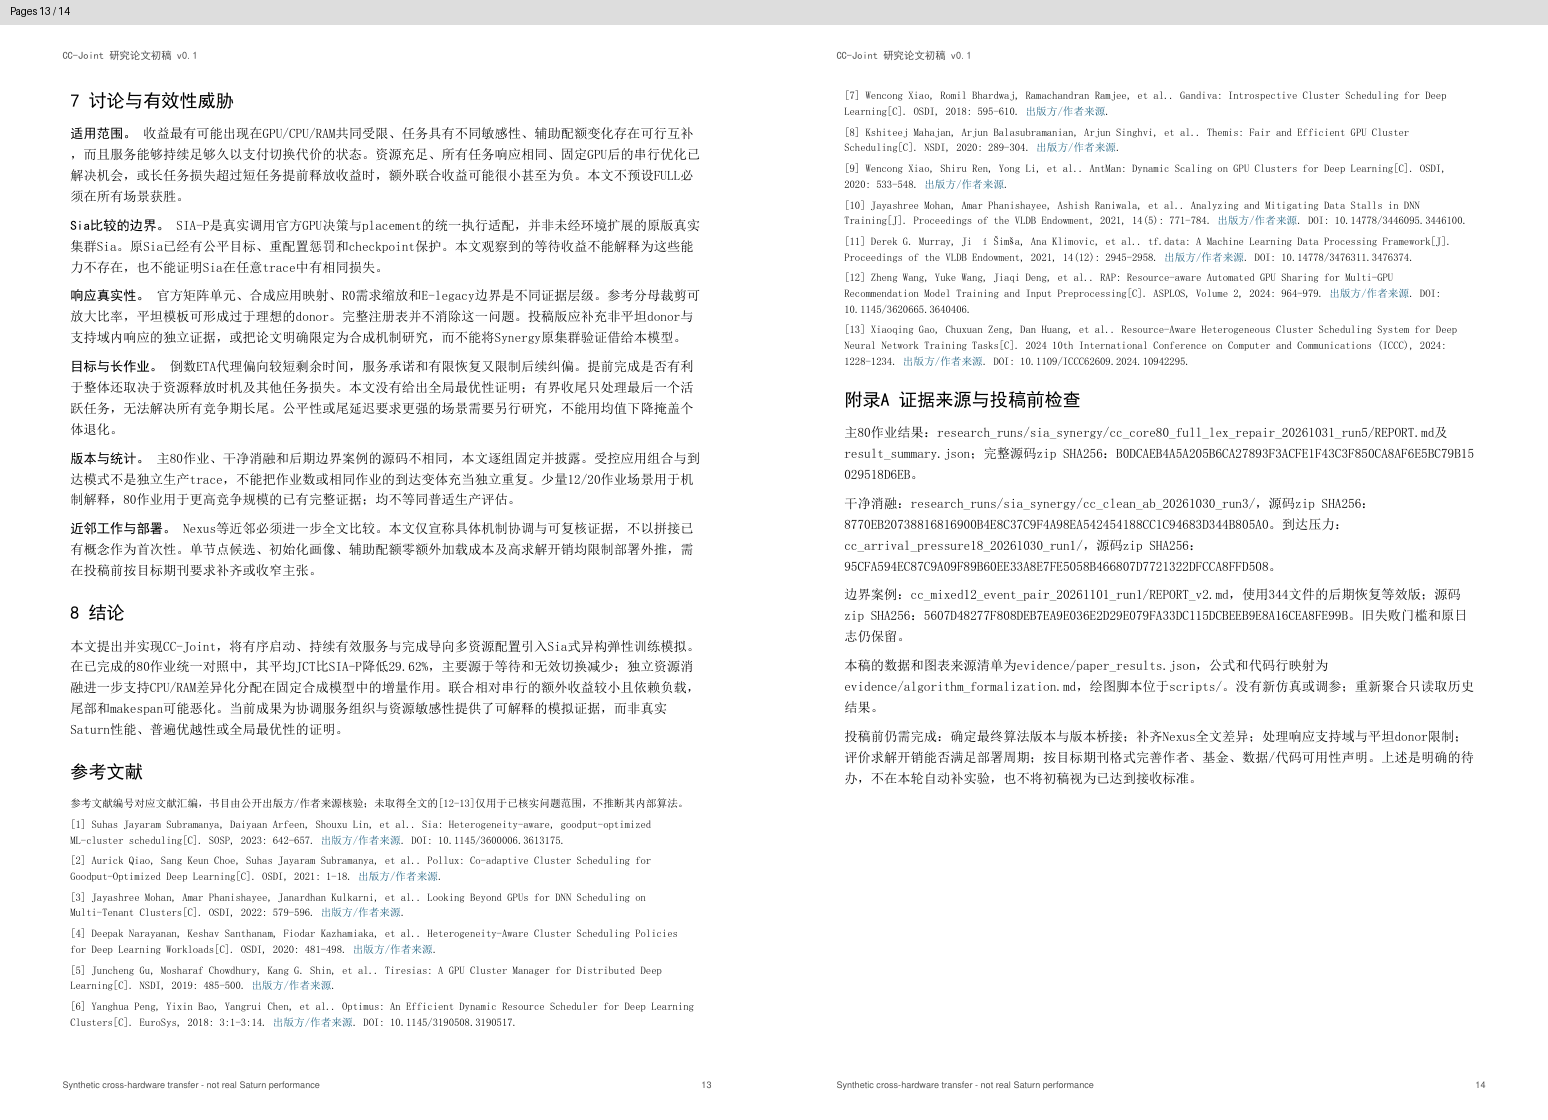 Pages 13 / 14
CC-Joint 研究论文初稿 v0.1
7 讨论与有效性威胁
适用范围。 收益最有可能出现在GPU/CPU/RAM共同受限、任务具有不同敏感性、辅助配额变化存在可行互补
，而且服务能够持续足够久以支付切换代价的状态。资源充足、所有任务响应相同、固定GPU后的串行优化已
解决机会，或长任务损失超过短任务提前释放收益时，额外联合收益可能很小甚至为负。本文不预设FULL必
须在所有场景获胜。
Sia比较的边界。 SIA-P是真实调用官方GPU决策与placement的统一执行适配，并非未经环境扩展的原版真实
集群Sia。原Sia已经有公平目标、重配置惩罚和checkpoint保护。本文观察到的等待收益不能解释为这些能
力不存在，也不能证明Sia在任意trace中有相同损失。
响应真实性。 官方矩阵单元、合成应用映射、R0需求缩放和E-legacy边界是不同证据层级。参考分母裁剪可
放大比率，平坦模板可形成过于理想的donor。完整注册表并不消除这一问题。投稿版应补充非平坦donor与
支持域内响应的独立证据，或把论文明确限定为合成机制研究，而不能将Synergy原集群验证借给本模型。
目标与长作业。 倒数ETA代理偏向较短剩余时间，服务承诺和有限恢复又限制后续纠偏。提前完成是否有利
于整体还取决于资源释放时机及其他任务损失。本文没有给出全局最优性证明；有界收尾只处理最后一个活
跃任务，无法解决所有竞争期长尾。公平性或尾延迟要求更强的场景需要另行研究，不能用均值下降掩盖个
体退化。
版本与统计。 主80作业、干净消融和后期边界案例的源码不相同，本文逐组固定并披露。受控应用组合与到
达模式不是独立生产trace，不能把作业数或相同作业的到达变体充当独立重复。少量12/20作业场景用于机
制解释，80作业用于更高竞争规模的已有完整证据；均不等同普适生产评估。
近邻工作与部署。 Nexus等近邻必须进一步全文比较。本文仅宣称具体机制协调与可复核证据，不以拼接已
有概念作为首次性。单节点候选、初始化画像、辅助配额零额外加载成本及高求解开销均限制部署外推，需
在投稿前按目标期刊要求补齐或收窄主张。
8 结论
本文提出并实现CC-Joint，将有序启动、持续有效服务与完成导向多资源配置引入Sia式异构弹性训练模拟。
在已完成的80作业统一对照中，其平均JCT比SIA-P降低29.62%，主要源于等待和无效切换减少；独立资源消
融进一步支持CPU/RAM差异化分配在固定合成模型中的增量作用。联合相对串行的额外收益较小且依赖负载，
尾部和makespan可能恶化。当前成果为协调服务组织与资源敏感性提供了可解释的模拟证据，而非真实
Saturn性能、普遍优越性或全局最优性的证明。
参考文献
参考文献编号对应文献汇编，书目由公开出版方/作者来源核验；未取得全文的[12-13]仅用于已核实问题范围，不推断其内部算法。
[1] Suhas Jayaram Subramanya, Daiyaan Arfeen, Shouxu Lin, et al.. Sia: Heterogeneity-aware, goodput-optimized
ML-cluster scheduling[C]. SOSP, 2023: 642-657. 出版方/作者来源. DOI: 10.1145/3600006.3613175.
[2] Aurick Qiao, Sang Keun Choe, Suhas Jayaram Subramanya, et al.. Pollux: Co-adaptive Cluster Scheduling for
Goodput-Optimized Deep Learning[C]. OSDI, 2021: 1-18. 出版方/作者来源.
[3] Jayashree Mohan, Amar Phanishayee, Janardhan Kulkarni, et al.. Looking Beyond GPUs for DNN Scheduling on
Multi-Tenant Clusters[C]. OSDI, 2022: 579-596. 出版方/作者来源.
[4] Deepak Narayanan, Keshav Santhanam, Fiodar Kazhamiaka, et al.. Heterogeneity-Aware Cluster Scheduling Policies
for Deep Learning Workloads[C]. OSDI, 2020: 481-498. 出版方/作者来源.
[5] Juncheng Gu, Mosharaf Chowdhury, Kang G. Shin, et al.. Tiresias: A GPU Cluster Manager for Distributed Deep
Learning[C]. NSDI, 2019: 485-500. 出版方/作者来源.
[6] Yanghua Peng, Yixin Bao, Yangrui Chen, et al.. Optimus: An Efficient Dynamic Resource Scheduler for Deep Learning
Clusters[C]. EuroSys, 2018: 3:1-3:14. 出版方/作者来源. DOI: 10.1145/3190508.3190517.
Synthetic cross-hardware transfer - not real Saturn performance
13
CC-Joint 研究论文初稿 v0.1
[7] Wencong Xiao, Romil Bhardwaj, Ramachandran Ramjee, et al.. Gandiva: Introspective Cluster Scheduling for Deep
Learning[C]. OSDI, 2018: 595-610. 出版方/作者来源.
[8] Kshiteej Mahajan, Arjun Balasubramanian, Arjun Singhvi, et al.. Themis: Fair and Efficient GPU Cluster
Scheduling[C]. NSDI, 2020: 289-304. 出版方/作者来源.
[9] Wencong Xiao, Shiru Ren, Yong Li, et al.. AntMan: Dynamic Scaling on GPU Clusters for Deep Learning[C]. OSDI,
2020: 533-548. 出版方/作者来源.
[10] Jayashree Mohan, Amar Phanishayee, Ashish Raniwala, et al.. Analyzing and Mitigating Data Stalls in DNN
Training[J]. Proceedings of the VLDB Endowment, 2021, 14(5): 771-784. 出版方/作者来源. DOI: 10.14778/3446095.3446100.
[11] Derek G. Murray, Ji í Šimša, Ana Klimovic, et al.. tf.data: A Machine Learning Data Processing Framework[J].
Proceedings of the VLDB Endowment, 2021, 14(12): 2945-2958. 出版方/作者来源. DOI: 10.14778/3476311.3476374.
[12] Zheng Wang, Yuke Wang, Jiaqi Deng, et al.. RAP: Resource-aware Automated GPU Sharing for Multi-GPU
Recommendation Model Training and Input Preprocessing[C]. ASPLOS, Volume 2, 2024: 964-979. 出版方/作者来源. DOI:
10.1145/3620665.3640406.
[13] Xiaoqing Gao, Chuxuan Zeng, Dan Huang, et al.. Resource-Aware Heterogeneous Cluster Scheduling System for Deep
Neural Network Training Tasks[C]. 2024 10th International Conference on Computer and Communications (ICCC), 2024:
1228-1234. 出版方/作者来源. DOI: 10.1109/ICCC62609.2024.10942295.
附录A 证据来源与投稿前检查
主80作业结果：research_runs/sia_synergy/cc_core80_full_lex_repair_20261031_run5/REPORT.md及
result_summary.json；完整源码zip SHA256：B0DCAEB4A5A205B6CA27893F3ACFE1F43C3F850CA8AF6E5BC79B15
029518D6EB。
干净消融：research_runs/sia_synergy/cc_clean_ab_20261030_run3/，源码zip SHA256：
8770EB20738816816900B4E8C37C9F4A98EA542454188CC1C94683D344B805A0。到达压力：
cc_arrival_pressure18_20261030_run1/，源码zip SHA256：
95CFA594EC87C9A09F89B60EE33A8E7FE5058B466807D7721322DFCCA8FFD508。
边界案例：cc_mixed12_event_pair_20261101_run1/REPORT_v2.md，使用344文件的后期恢复等效版；源码
zip SHA256：5607D48277F808DEB7EA9E036E2D29E079FA33DC115DCBEEB9E8A16CEA8FE99B。旧失败门槛和原日
志仍保留。
本稿的数据和图表来源清单为evidence/paper_results.json，公式和代码行映射为
evidence/algorithm_formalization.md，绘图脚本位于scripts/。没有新仿真或调参；重新聚合只读取历史
结果。
投稿前仍需完成：确定最终算法版本与版本桥接；补齐Nexus全文差异；处理响应支持域与平坦donor限制；
评价求解开销能否满足部署周期；按目标期刊格式完善作者、基金、数据/代码可用性声明。上述是明确的待
办，不在本轮自动补实验，也不将初稿视为已达到接收标准。
Synthetic cross-hardware transfer - not real Saturn performance
14